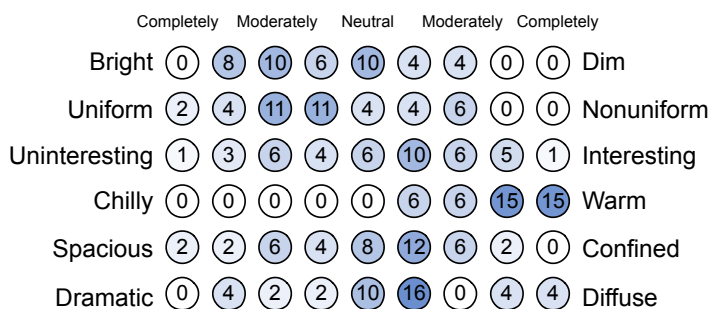 Completely Moderately Neutral Moderately Completely
Bright 0 8 10 6 10 4 4 0 0 Dim
Uniform 2 4 11 11 4 4 6 0 0 Nonuniform
Uninteresting 1 3 6 4 6 10 6 5 1 Interesting
Chilly 0 0 0 0 0 6 6 15 15 Warm
Spacious 2 2 6 4 8 12 6 2 0 Confined
Dramatic 0 4 2 2 10 16 0 4 4 Diffuse